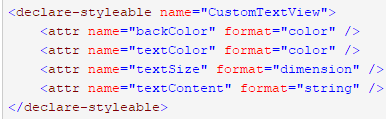 <declare-styleable name="CustomTextView">
    <attr name="backColor" format="color" />
    <attr name="textColor" format="color" />
    <attr name="textSize" format="dimension" />
    <attr name="textContent" format="string" />
</declare-styleable>